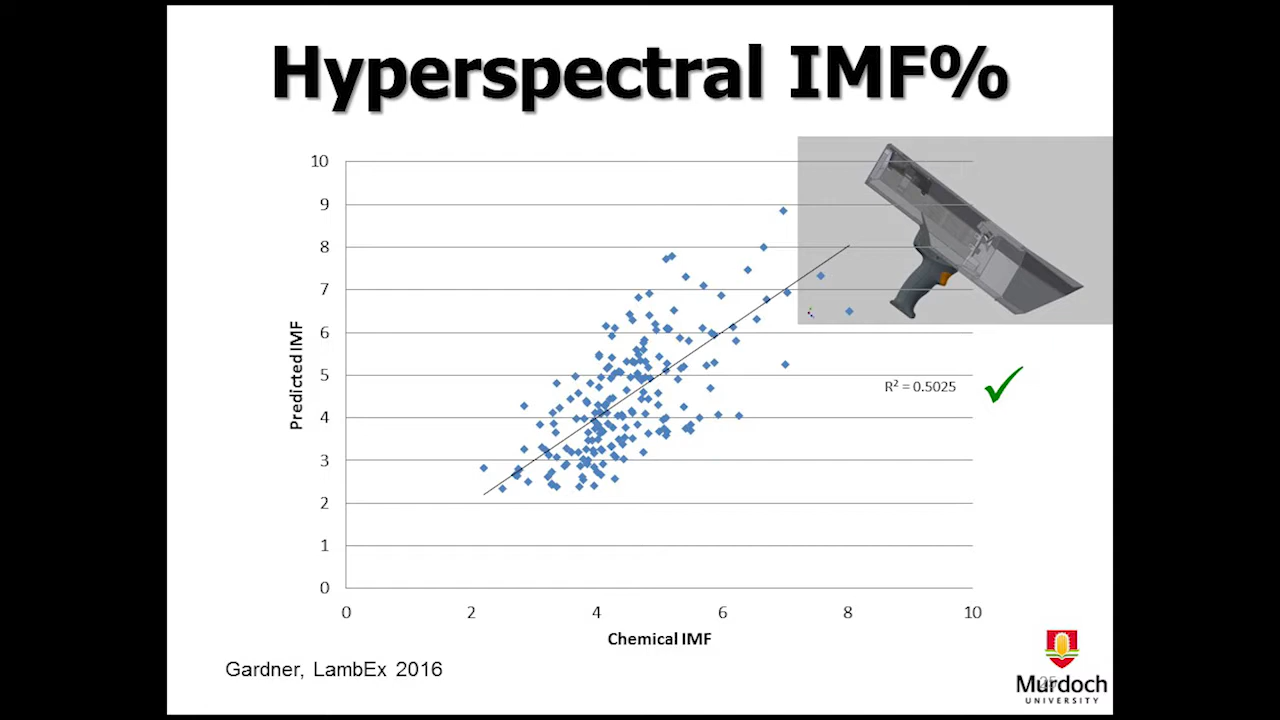 Hyperspectral IMF%
10
9
8
7
6
5
4
3
2
1
0
Predicted IMF
0 2 4 6 8 10
Chemical IMF
R² = 0.5025
Gardner, LambEx 2016
25
Murdoch
UNIVERSITY